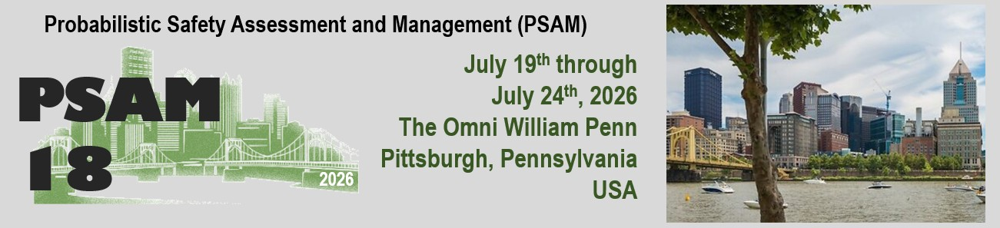 Probabilistic Safety Assessment and Management (PSAM)
PSAM
18
2026
July 19th through
July 24th, 2026
The Omni William Penn
Pittsburgh, Pennsylvania
USA